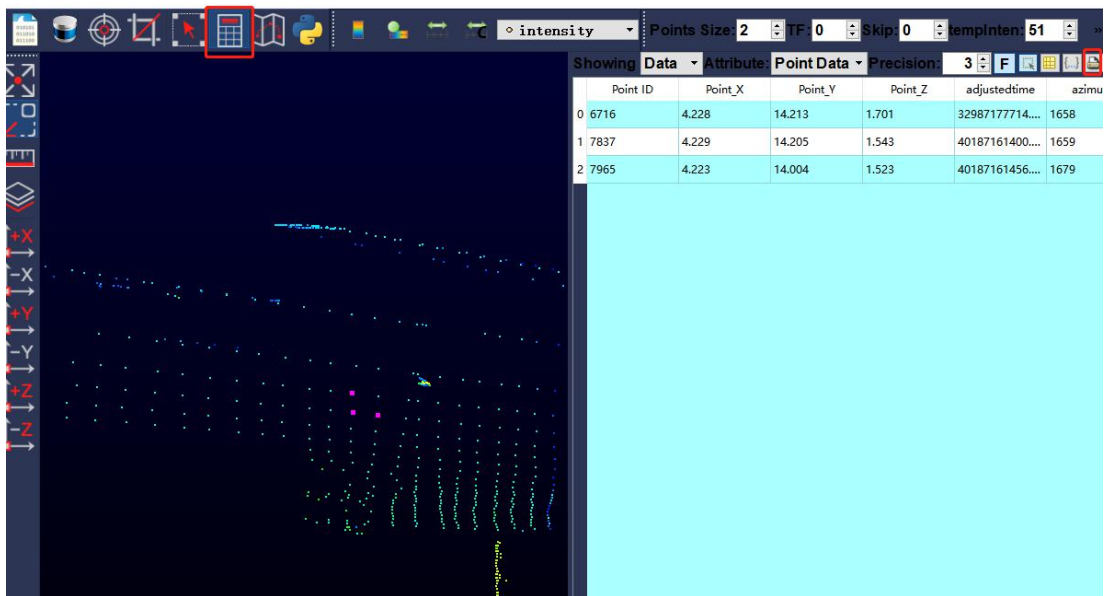 intensity Points Size: 2 TF: 0 Skip: 0 tempInten: 51 »
Showing Data Attribute: Point Data Precision: 3 F {...}
Point ID Point_X Point_Y Point_Z adjustedtime azimu
0 6716 4.228 14.213 1.701 32987177714.... 1658
1 7837 4.229 14.205 1.543 40187161400.... 1659
2 7965 4.223 14.004 1.523 40187161456.... 1679
C
+X
-X
+Y
-Y
+Z
-Z